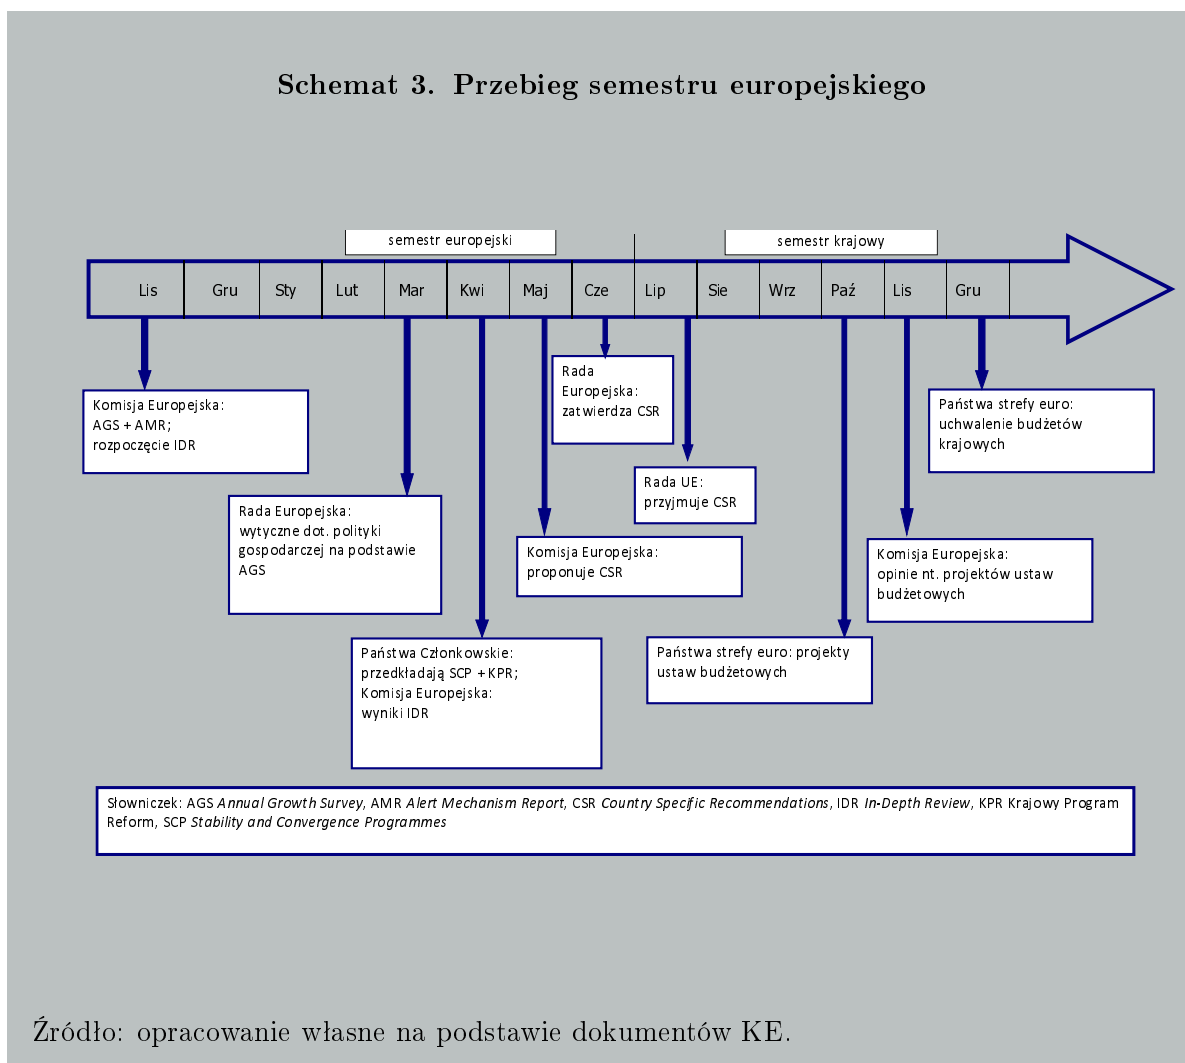 Schemat 3. Przebieg semestru europejskiego
semestr europejski
semestr krajowy
Lis
Gru
Sty
Lut
Mar
Kwi
Maj
Cze
Lip
Sie
Wrz
Paź
Lis
Gru
Komisja Europejska:
AGS + AMR;
rozpoczęcie IDR
Rada Europejska:
wytyczne dot. polityki
gospodarczej na podstawie
AGS
Państwa Członkowskie:
przedkładają SCP + KPR;
Komisja Europejska:
wyniki IDR
Komisja Europejska:
proponuje CSR
Rada
Europejska:
zatwierdza CSR
Rada UE:
przyjmuje CSR
Państwa strefy euro: projekty
ustaw budżetowych
Komisja Europejska:
opinie nt. projektów ustaw
budżetowych
Państwa strefy euro:
uchwalenie budżetów
krajowych
Słowniczek: AGS Annual Growth Survey, AMR Alert Mechanism Report, CSR Country Specific Recommendations, IDR In-Depth Review, KPR Krajowy Program
Reform, SCP Stability and Convergence Programmes
Źródło: opracowanie własne na podstawie dokumentów KE.